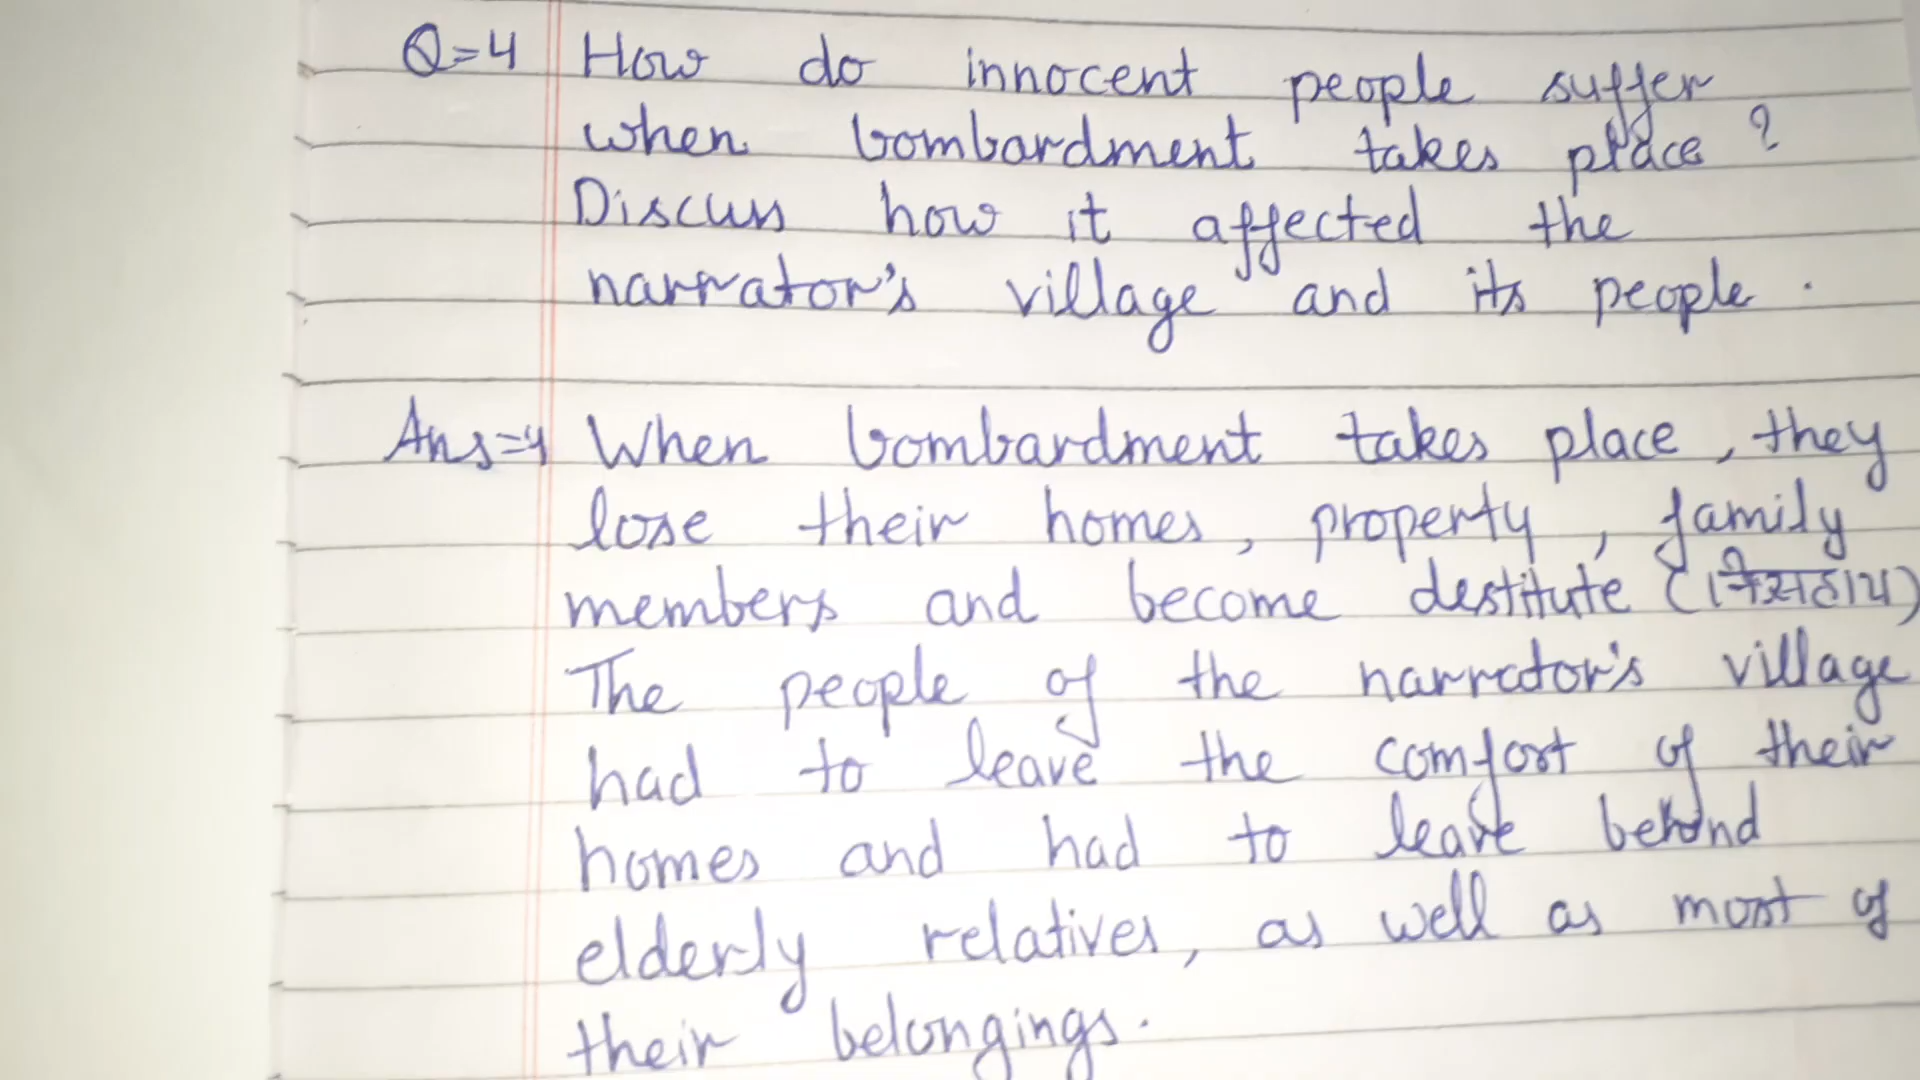 Q=4 How do innocent people suffer
when bombardment takes place ?
Discuss how it affected the
narrator's village and its people .
Ans=4 When bombardment takes place , they
lose their homes , property , family
members and become destitute (निसहाय)
The people of the narrator's village
had to leave the comfort of their
homes and had to leave behind
elderly relatives, as well as most of
their belongings.